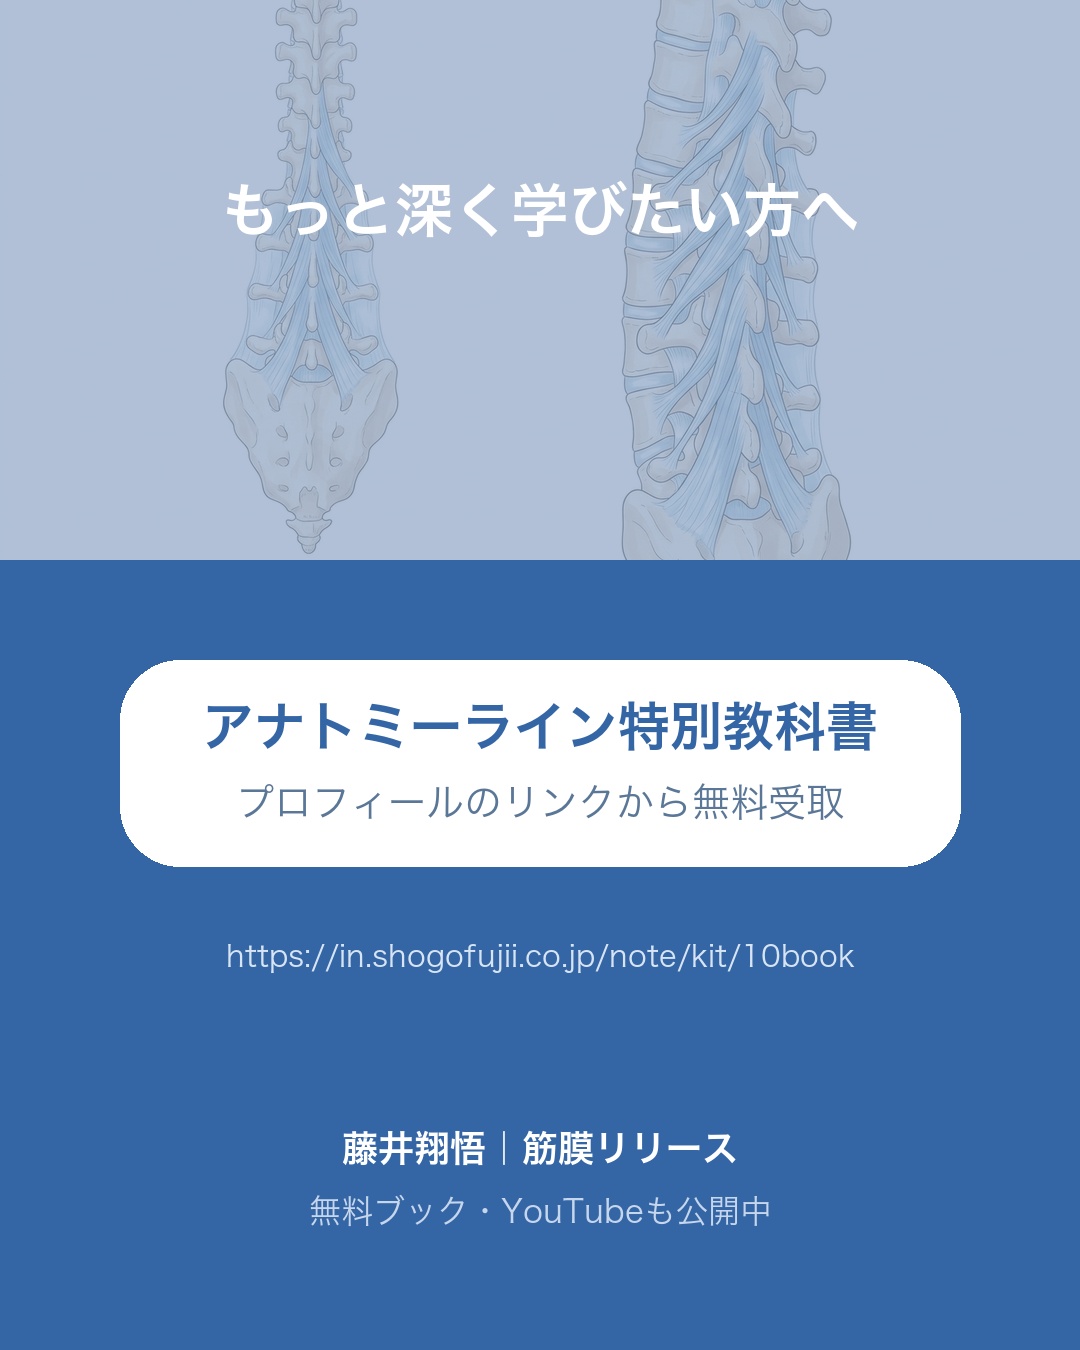 もっと深く学びたい方へ
アナトミーライン特別教科書
プロフィールのリンクから無料受取
https://in.shogofujii.co.jp/note/kit/10book
藤井翔悟｜筋膜リリース
無料ブック・YouTubeも公開中